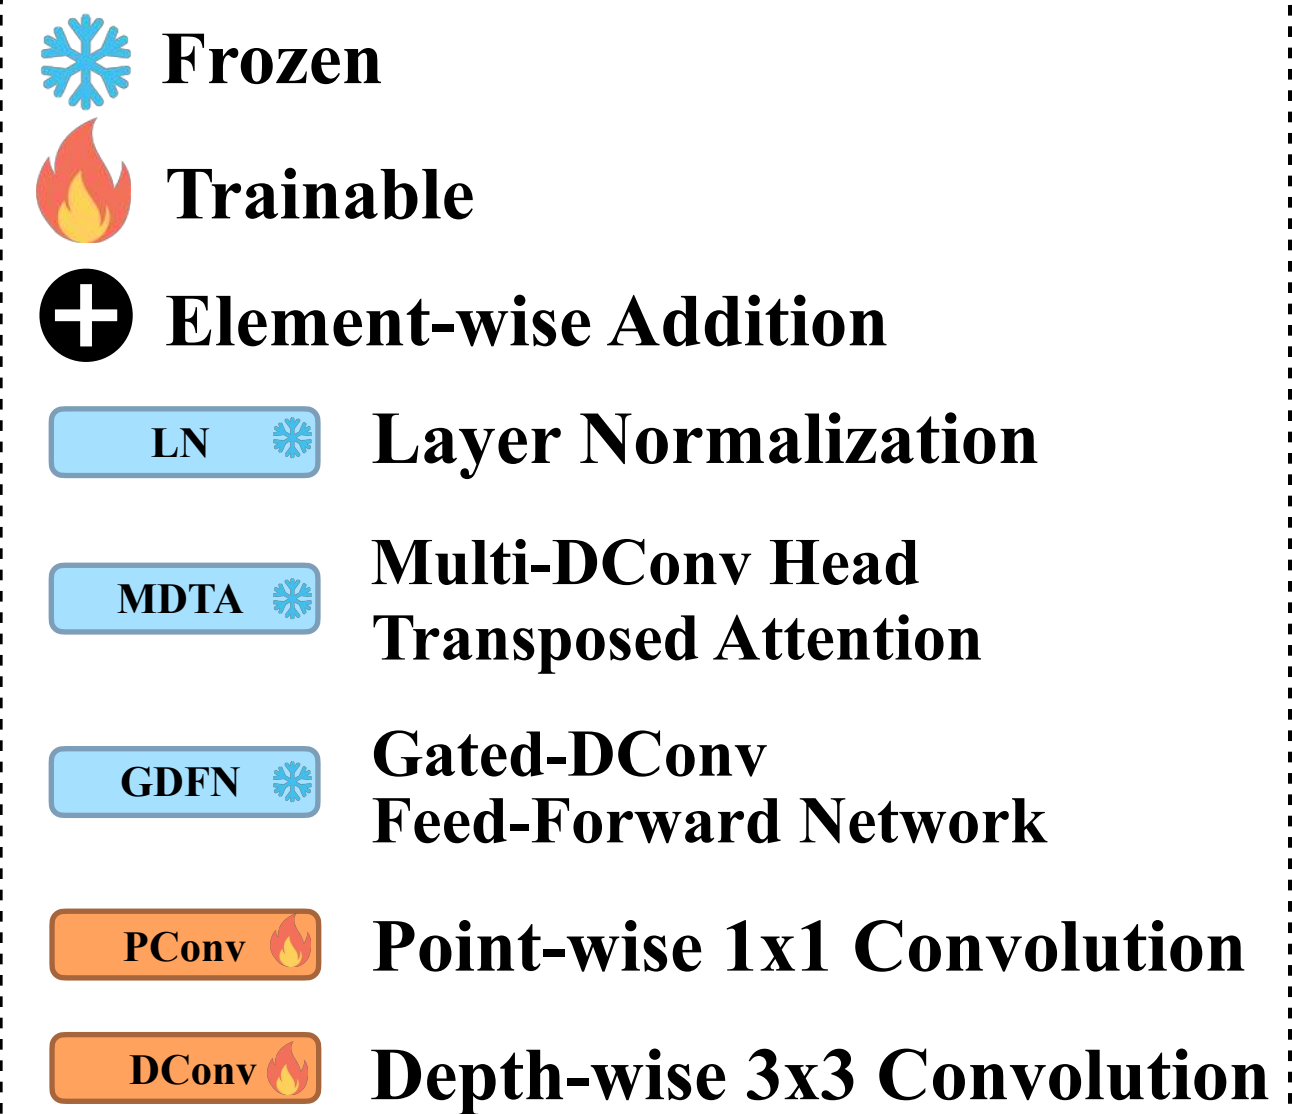 Frozen
Trainable
Element-wise Addition
LN Layer Normalization
MDTA Multi-DConv Head
Transposed Attention
GDFN Gated-DConv
Feed-Forward Network
PConv Point-wise 1x1 Convolution
DConv Depth-wise 3x3 Convolution